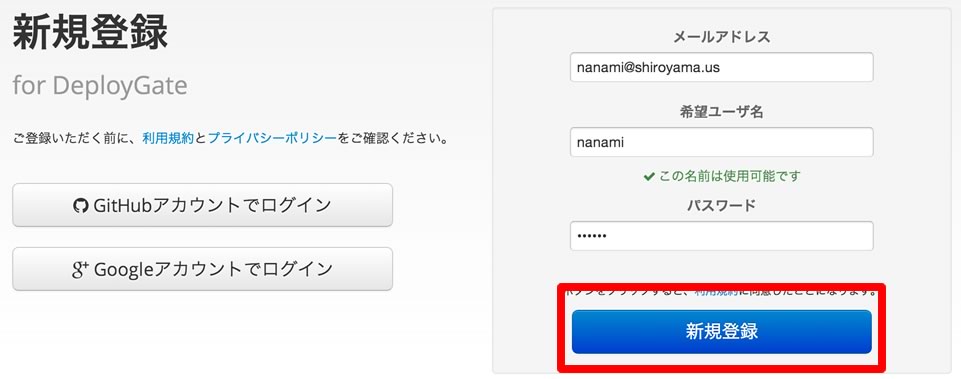 新規登録
for DeployGate
ご登録いただく前に、利用規約とプライバシーポリシーをご確認ください。
GitHubアカウントでログイン
g+ Googleアカウントでログイン
メールアドレス
nanami@shiroyama.us
希望ユーザ名
nanami
✔ この名前は使用可能です
パスワード
••••••
ボタンをクリックすると、利用規約に同意したことになります。
新規登録